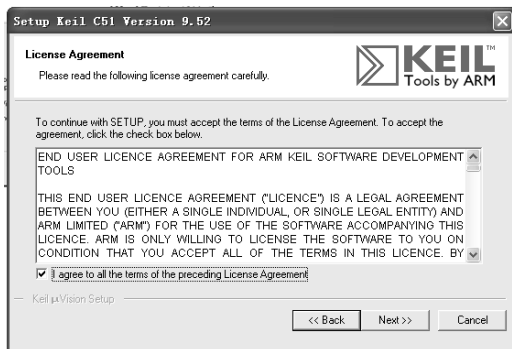 Setup Keil C51 Version 9.52
License Agreement
Please read the following license agreement carefully.
KEIL™
Tools by ARM
To continue with SETUP, you must accept the terms of the License Agreement. To accept the
agreement, click the check box below.
END USER LICENCE AGREEMENT FOR ARM KEIL SOFTWARE DEVELOPMENT
TOOLS
THIS END USER LICENCE AGREEMENT ("LICENCE") IS A LEGAL AGREEMENT
BETWEEN YOU (EITHER A SINGLE INDIVIDUAL, OR SINGLE LEGAL ENTITY) AND
ARM LIMITED ("ARM") FOR THE USE OF THE SOFTWARE ACCOMPANYING THIS
LICENCE. ARM IS ONLY WILLING TO LICENSE THE SOFTWARE TO YOU ON
CONDITION THAT YOU ACCEPT ALL OF THE TERMS IN THIS LICENCE. BY
I agree to all the terms of the preceding License Agreement
Keil µVision Setup
<< Back
Next >>
Cancel